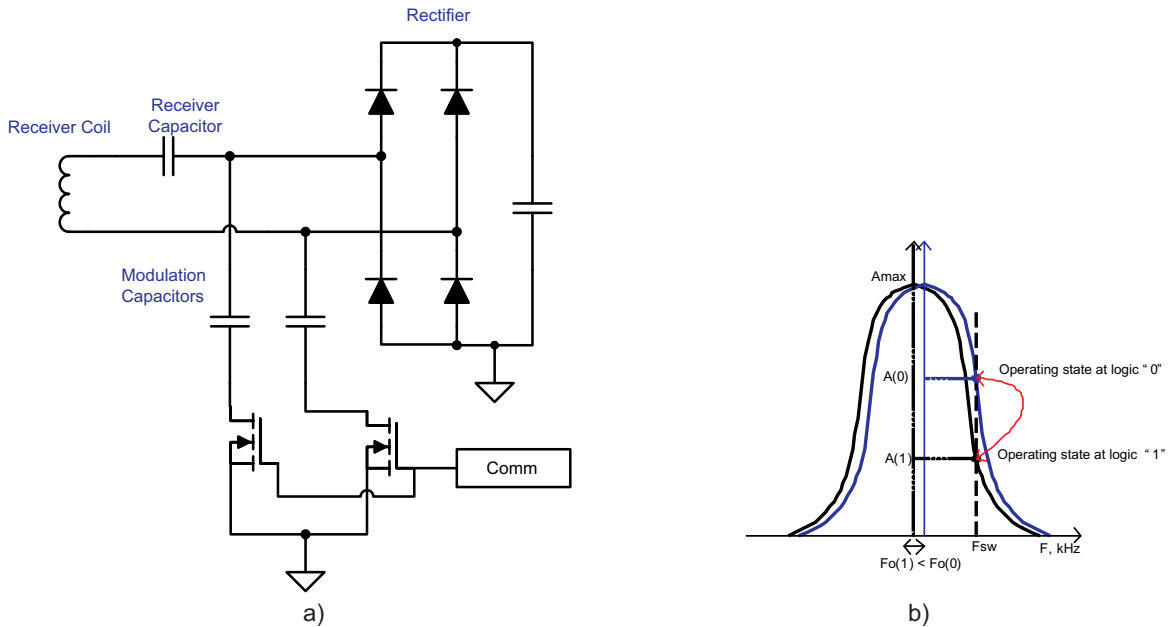 Rectifier
Receiver
Capacitor
Receiver Coil
Modulation
Capacitors
Comm
a)
Amax
A(0)
Operating state at logic “ 0”
A(1)
Operating state at logic “ 1”
Fsw
F, kHz
Fo(1) < Fo(0)
b)